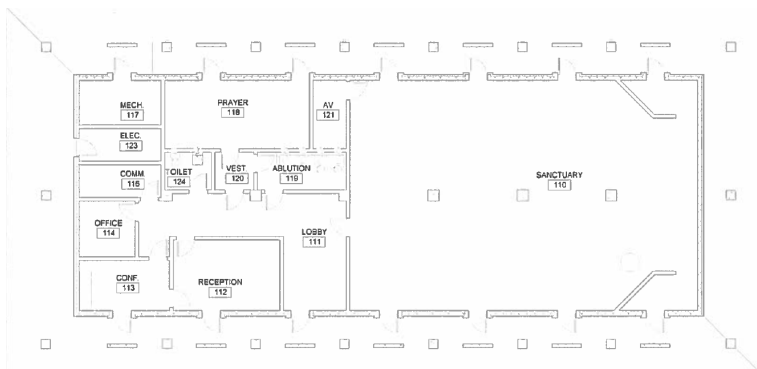 MECH.
117
PRAYER
118
AV
121
ELEC.
123
COMM.
116
TOILET
124
VEST.
120
ABLUTION
119
SANCTUARY
110
OFFICE
114
LOBBY
111
CONF.
113
RECEPTION
112